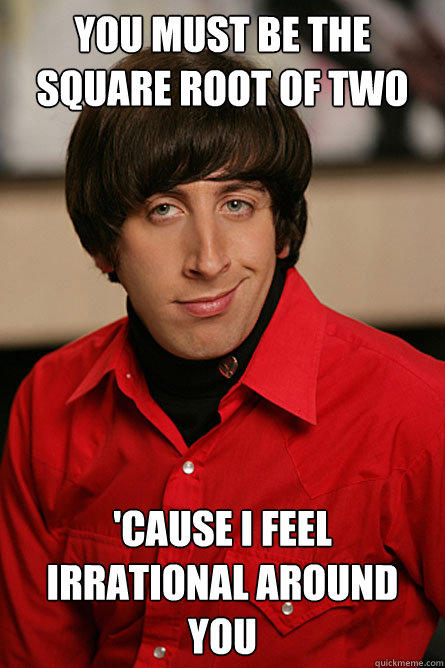 YOU MUST BE THE
SQUARE ROOT OF TWO
'CAUSE I FEEL
IRRATIONAL AROUND
YOU
quickmeme.com